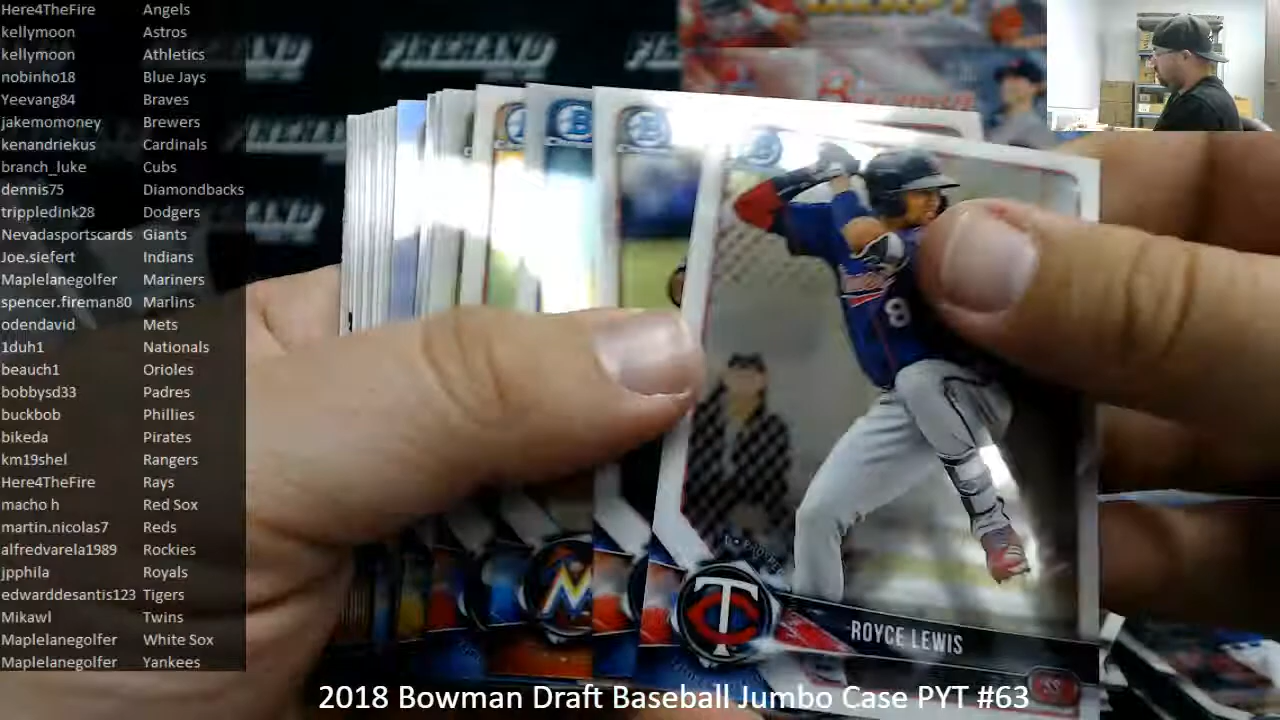 Here4TheFire Angels
kellymoon Astros
kellymoon Athletics
nobinho18 Blue Jays
Yeevang84 Braves
jakemomoney Brewers
kenandriekus Cardinals
branch_luke Cubs
dennis75 Diamondbacks
trippledink28 Dodgers
Nevadasportscards Giants
Joe.siefert Indians
Maplelanegolfer Mariners
spencer.fireman80 Marlins
odendavid Mets
1duh1 Nationals
beauch1 Orioles
bobbysd33 Padres
buckbob Phillies
bikeda Pirates
km19shel Rangers
Here4TheFire Rays
macho h Red Sox
martin.nicolas7 Reds
alfredvarela1989 Rockies
jpphila Royals
edwarddesantis123 Tigers
Mikawl Twins
Maplelanegolfer White Sox
Maplelanegolfer Yankees
FIREHAND
8
TC
ROYCE LEWIS
SS
2018 Bowman Draft Baseball Jumbo Case PYT #63